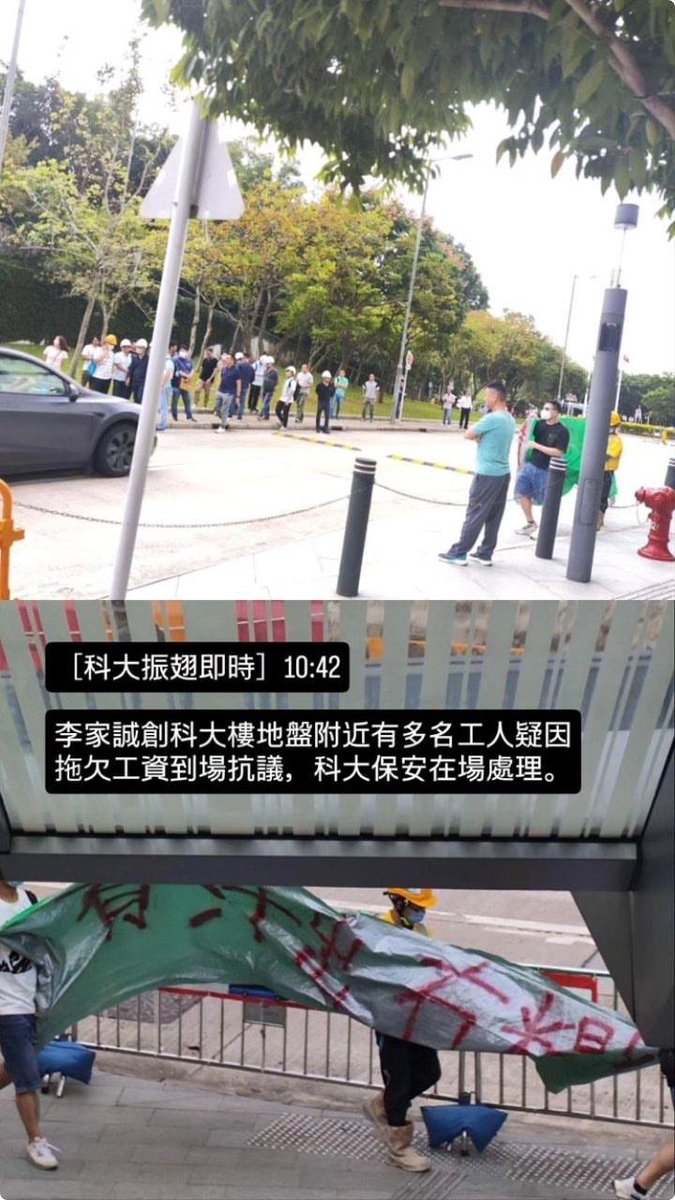 ［科大振翅即時］10:42
李家誠創科大樓地盤附近有多名工人疑因
拖欠工資到場抗議，科大保安在場處理。